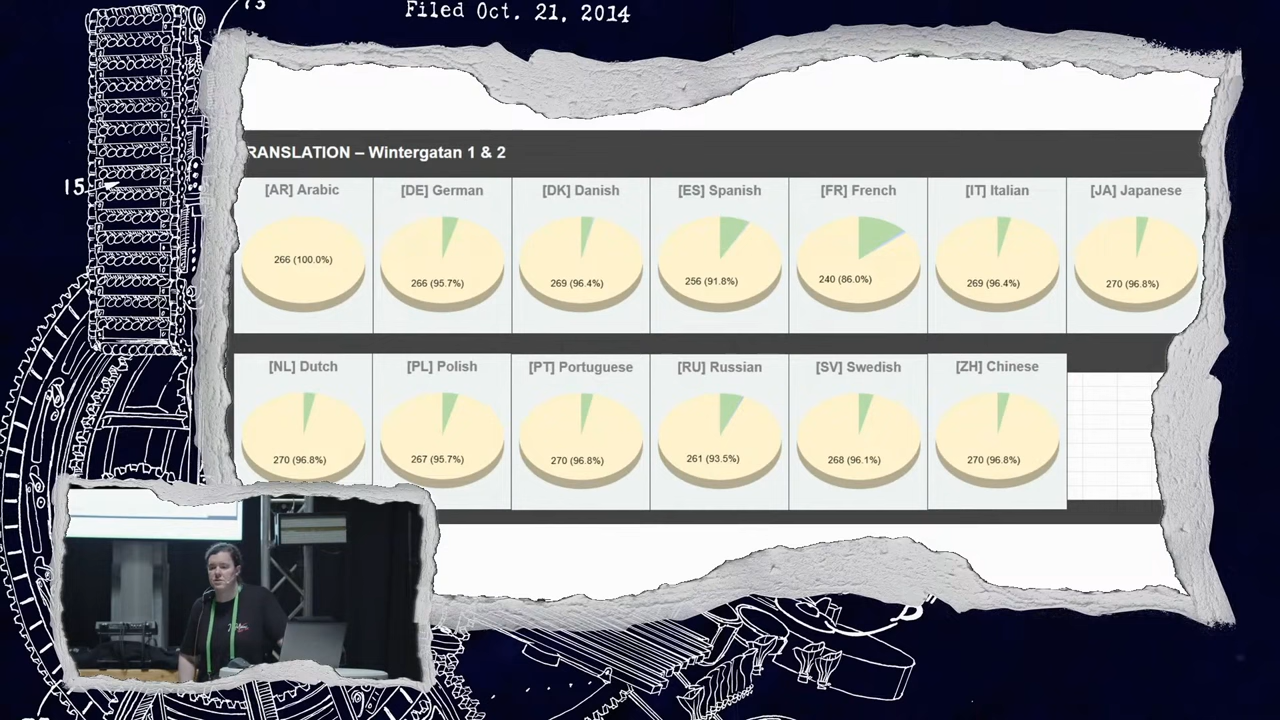 13
Filed Oct. 21, 2014
15
RANSLATION – Wintergatan 1 & 2
[AR] Arabic
[DE] German
[DK] Danish
[ES] Spanish
[FR] French
[IT] Italian
[JA] Japanese
266 (100.0%)
266 (95.7%)
269 (96.4%)
256 (91.8%)
240 (86.0%)
269 (96.4%)
270 (96.8%)
[NL] Dutch
[PL] Polish
[PT] Portuguese
[RU] Russian
[SV] Swedish
[ZH] Chinese
270 (96.8%)
267 (95.7%)
270 (96.8%)
261 (93.5%)
268 (96.1%)
270 (96.8%)